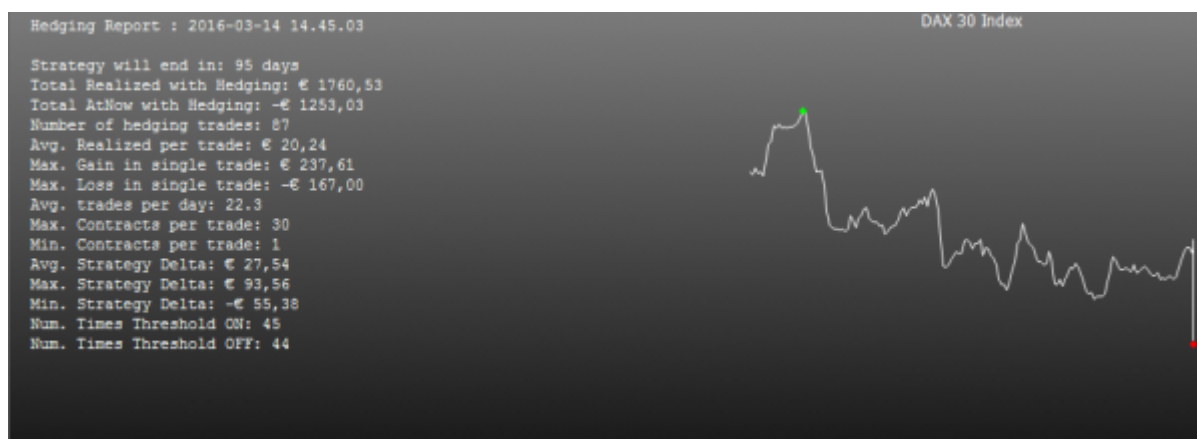 Hedging Report : 2016-03-14 14.45.03
DAX 30 Index
Strategy will end in: 95 days
Total Realized with Hedging: € 1760,53
Total AtNow with Hedging: -€ 1253,03
Number of hedging trades: 87
Avg. Realized per trade: € 20,24
Max. Gain in single trade: € 237,61
Max. Loss in single trade: -€ 167,00
Avg. trades per day: 22.3
Max. Contracts per trade: 30
Min. Contracts per trade: 1
Avg. Strategy Delta: € 27,54
Max. Strategy Delta: € 93,56
Min. Strategy Delta: -€ 55,38
Num. Times Threshold ON: 45
Num. Times Threshold OFF: 44